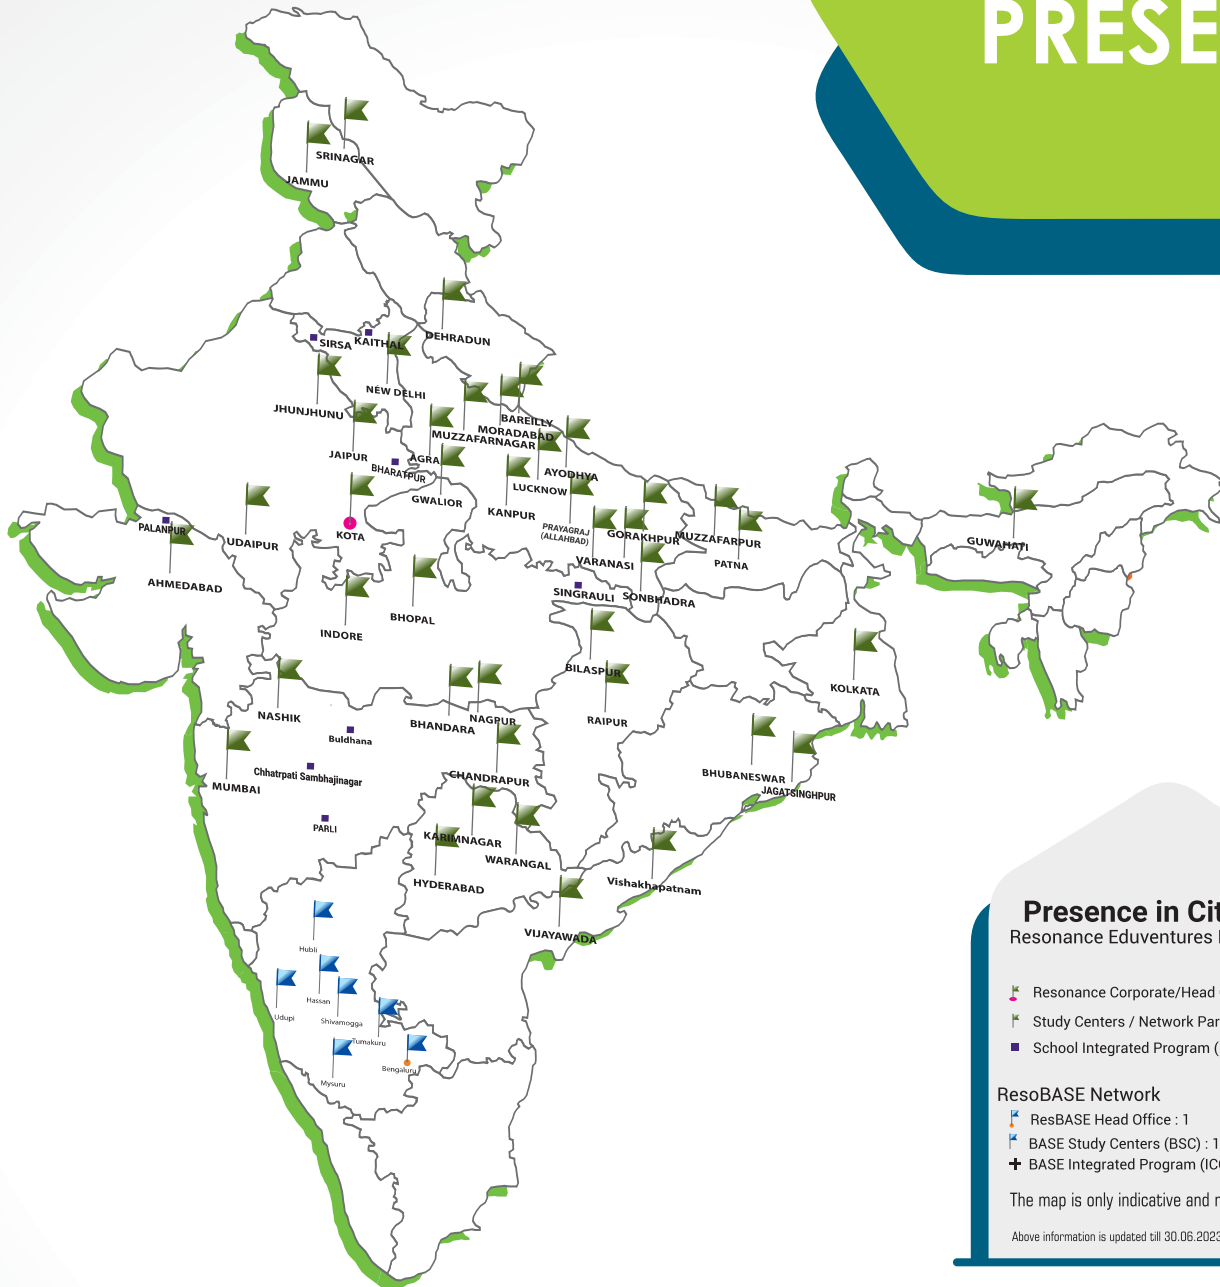 PRESE
SRINAGAR
JAMMU
DEHRADUN
SIRSA
KAITHAL
NEW DELHI
JHUNJHUNU
BAREILLY
MORADABAD
MUZZAFARNAGAR
JAIPUR
AGRA
BHARATPUR
AYODHYA
LUCKNOW
GWALIOR
KANPUR
PALANPUR
UDAIPUR
KOTA
PRAYAGRAJ
(ALLAHBAD)
GORAKHPUR
MUZZAFARPUR
GUWAHATI
VARANASI
PATNA
AHMEDABAD
SINGRAULI
SONBHADRA
BHOPAL
INDORE
BILASPUR
KOLKATA
NASHIK
BHANDARA
NAGPUR
RAIPUR
Buldhana
Chhatrpati Sambhajinagar
CHANDRAPUR
BHUBANESWAR
MUMBAI
JAGATSINGHPUR
PARLI
KARIMNAGAR
WARANGAL
HYDERABAD
Vishakhapatnam
VIJAYAWADA
Hubli
Hassan
Udupi
Shivamogga
Tumakuru
Bengaluru
Mysuru
Presence in Cit
Resonance Eduventures
Resonance Corporate/Head
Study Centers / Network Par
School Integrated Program (
ResoBASE Network
ResBASE Head Office : 1
BASE Study Centers (BSC) : 1
BASE Integrated Program (IC
The map is only indicative and
Above information is updated till 30.06.2023